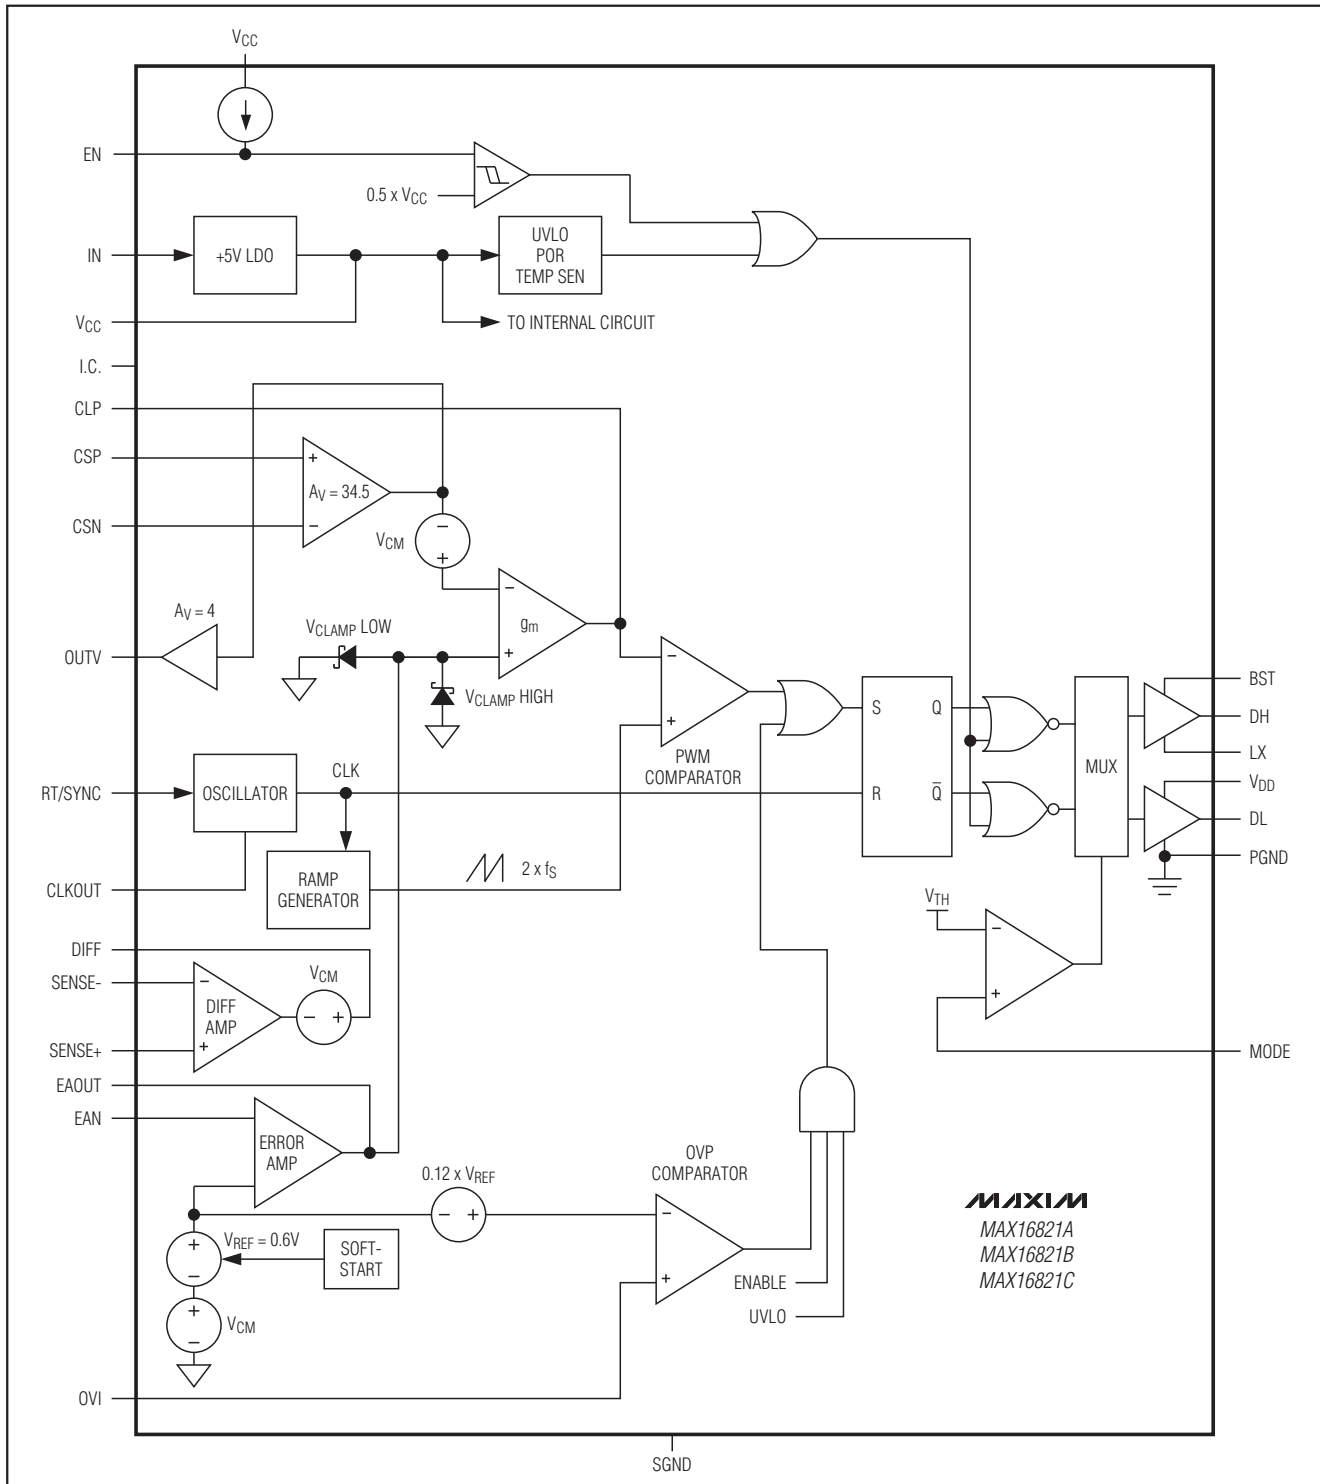 VCC
EN
0.5 x VCC
IN
+5V LDO
UVLO
POR
TEMP SEN
VCC
TO INTERNAL CIRCUIT
I.C.
CLP
CSP
+
AV = 34.5
CSN
−
VCM
−
+
AV = 4
OUTV
VCLAMP LOW
−
gm
+
VCLAMP HIGH
−
+
PWM
COMPARATOR
S
Q
R
Q̅
MUX
BST
DH
LX
VDD
DL
PGND
RT/SYNC
OSCILLATOR
CLK
CLKOUT
RAMP
GENERATOR
2 x fS
VTH
−
+
MODE
DIFF
SENSE-
−
DIFF
AMP
VCM
− +
SENSE+
+
EAOUT
EAN
ERROR
AMP
0.12 x VREF
− +
OVP
COMPARATOR
−
+
+
−
VREF = 0.6V
SOFT-
START
+
−
VCM
ENABLE
UVLO
OVI
MAXIM
MAX16821A
MAX16821B
MAX16821C
SGND